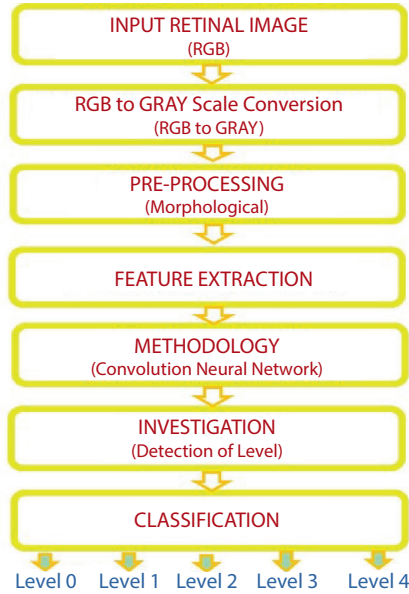 INPUT RETINAL IMAGE
(RGB)
RGB to GRAY Scale Conversion
(RGB to GRAY)
PRE-PROCESSING
(Morphological)
FEATURE EXTRACTION
METHODOLOGY
(Convolution Neural Network)
INVESTIGATION
(Detection of Level)
CLASSIFICATION
Level 0 Level 1 Level 2 Level 3 Level 4